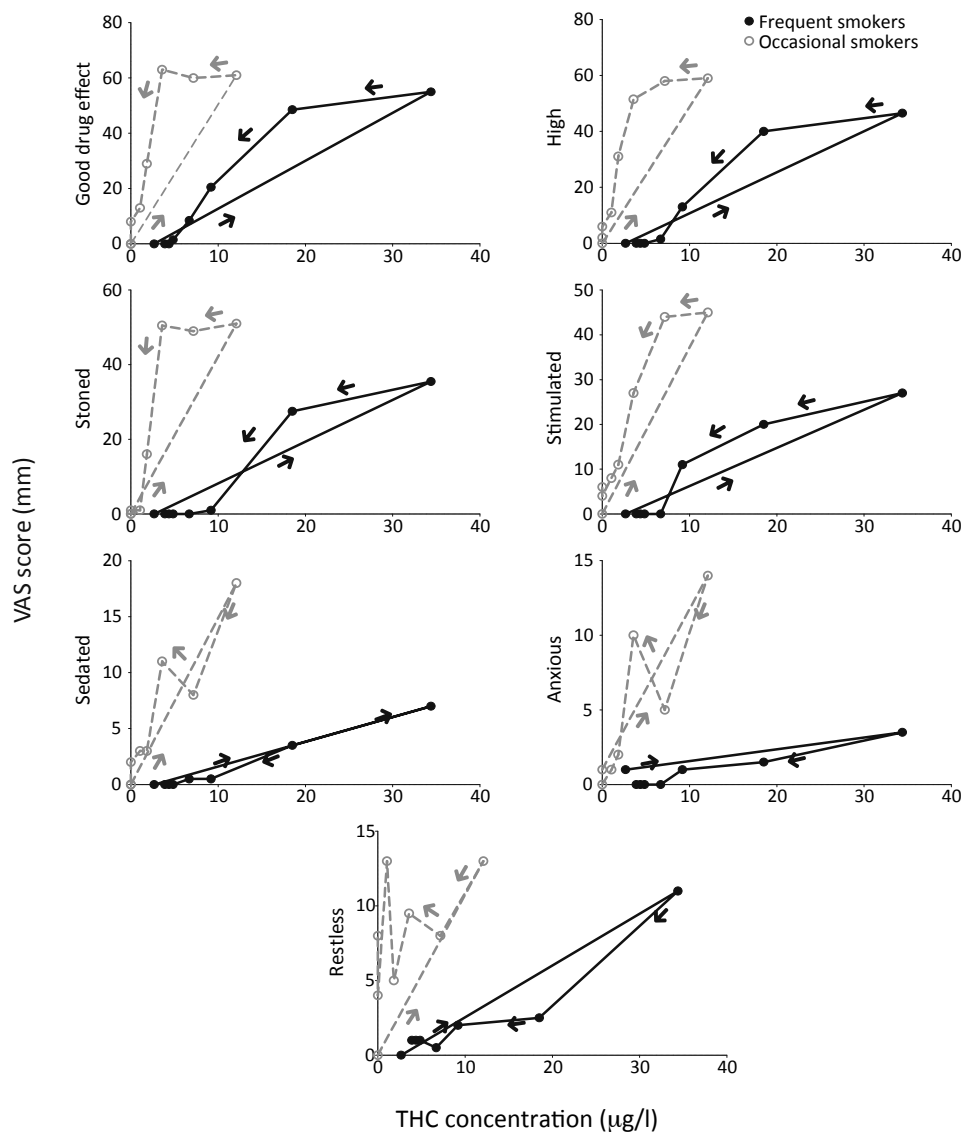 Frequent smokers
Occasional smokers
Good drug effect
80
60
40
20
0
0 10 20 30 40
High
80
60
40
20
0
0 10 20 30 40
Stoned
60
40
20
0
0 10 20 30 40
Stimulated
50
40
30
20
10
0
0 10 20 30 40
VAS score (mm)
Sedated
20
15
10
5
0
0 10 20 30 40
Anxious
15
10
5
0
0 10 20 30 40
Restless
15
10
5
0
0 10 20 30 40
THC concentration (μg/l)